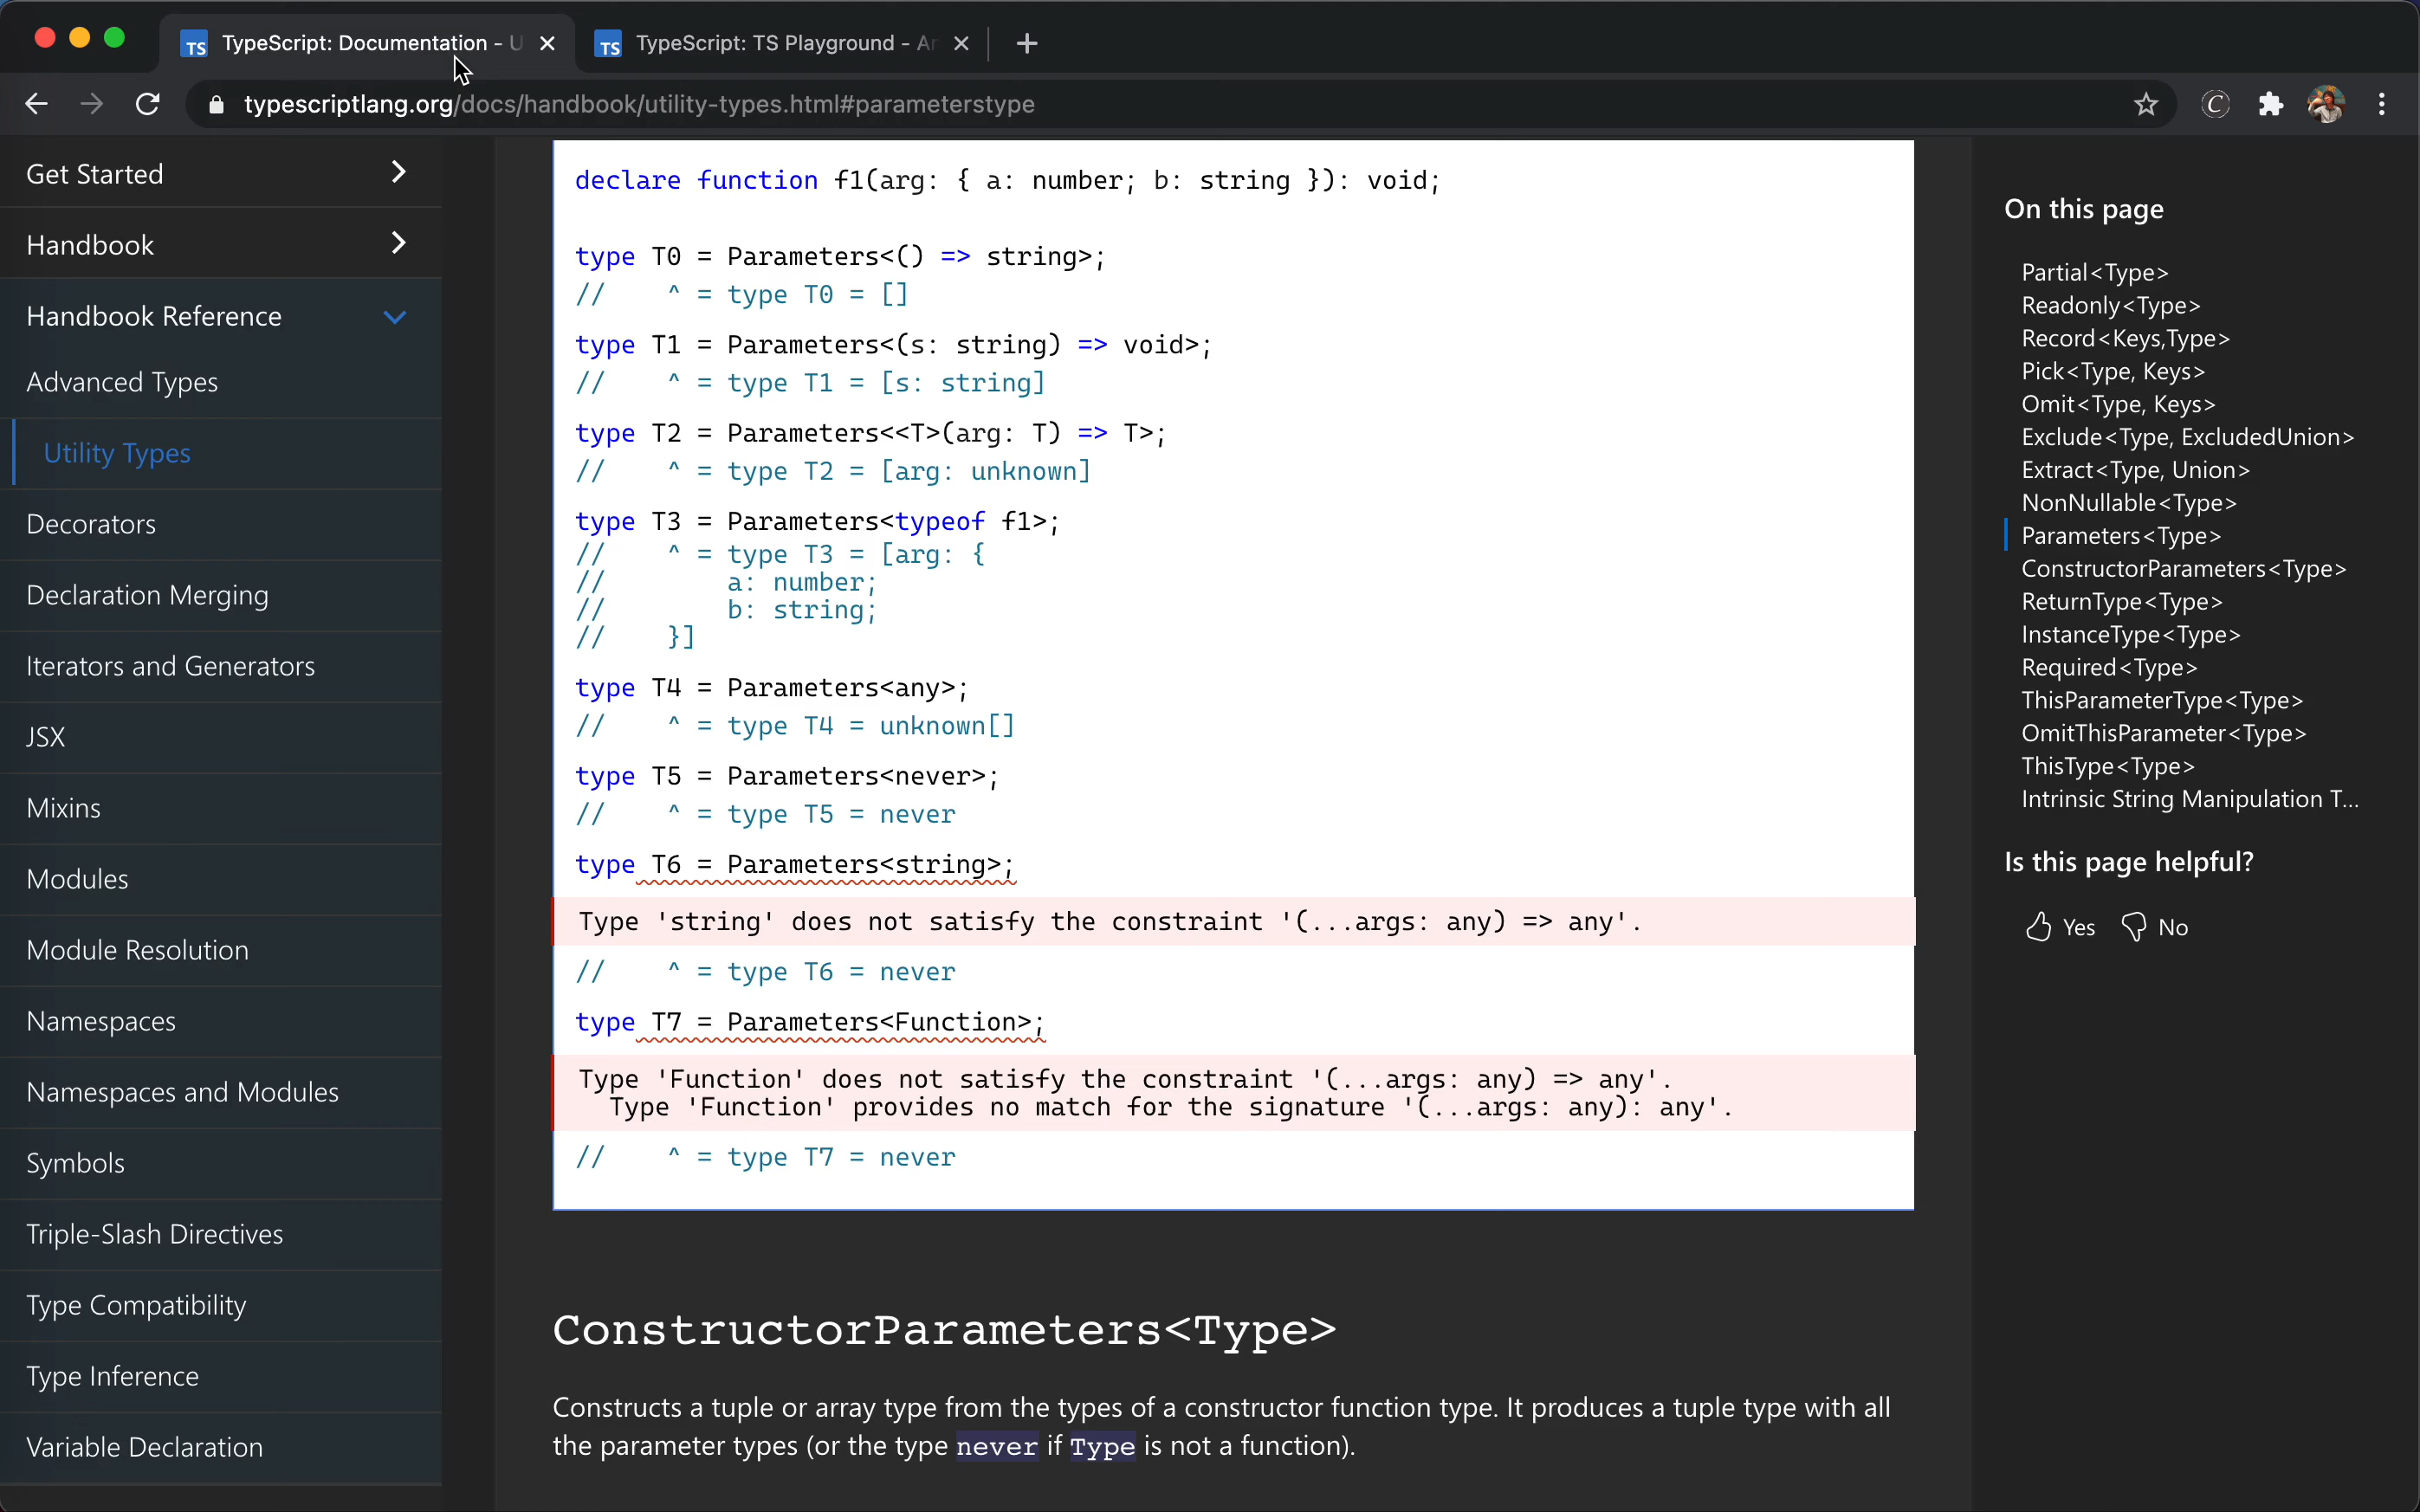 TypeScript: Documentation - U
TypeScript: TS Playground - Ar
typescriptlang.org/docs/handbook/utility-types.html#parameterstype
Get Started
Handbook
Handbook Reference
Advanced Types
Utility Types
Decorators
Declaration Merging
Iterators and Generators
JSX
Mixins
Modules
Module Resolution
Namespaces
Namespaces and Modules
Symbols
Triple-Slash Directives
Type Compatibility
Type Inference
Variable Declaration
declare function f1(arg: { a: number; b: string }): void;
type T0 = Parameters<() => string>;
//    ^ = type T0 = []
type T1 = Parameters<(s: string) => void>;
//    ^ = type T1 = [s: string]
type T2 = Parameters<<T>(arg: T) => T>;
//    ^ = type T2 = [arg: unknown]
type T3 = Parameters<typeof f1>;
//    ^ = type T3 = [arg: {
//        a: number;
//        b: string;
//    }]
type T4 = Parameters<any>;
//    ^ = type T4 = unknown[]
type T5 = Parameters<never>;
//    ^ = type T5 = never
type T6 = Parameters<string>;
Type 'string' does not satisfy the constraint '(...args: any) => any'.
//    ^ = type T6 = never
type T7 = Parameters<Function>;
Type 'Function' does not satisfy the constraint '(...args: any) => any'.
  Type 'Function' provides no match for the signature '(...args: any): any'.
//    ^ = type T7 = never
ConstructorParameters<Type>
Constructs a tuple or array type from the types of a constructor function type. It produces a tuple type with all
the parameter types (or the type never if Type is not a function).
On this page
Partial<Type>
Readonly<Type>
Record<Keys,Type>
Pick<Type, Keys>
Omit<Type, Keys>
Exclude<Type, ExcludedUnion>
Extract<Type, Union>
NonNullable<Type>
Parameters<Type>
ConstructorParameters<Type>
ReturnType<Type>
InstanceType<Type>
Required<Type>
ThisParameterType<Type>
OmitThisParameter<Type>
ThisType<Type>
Intrinsic String Manipulation T...
Is this page helpful?
Yes No